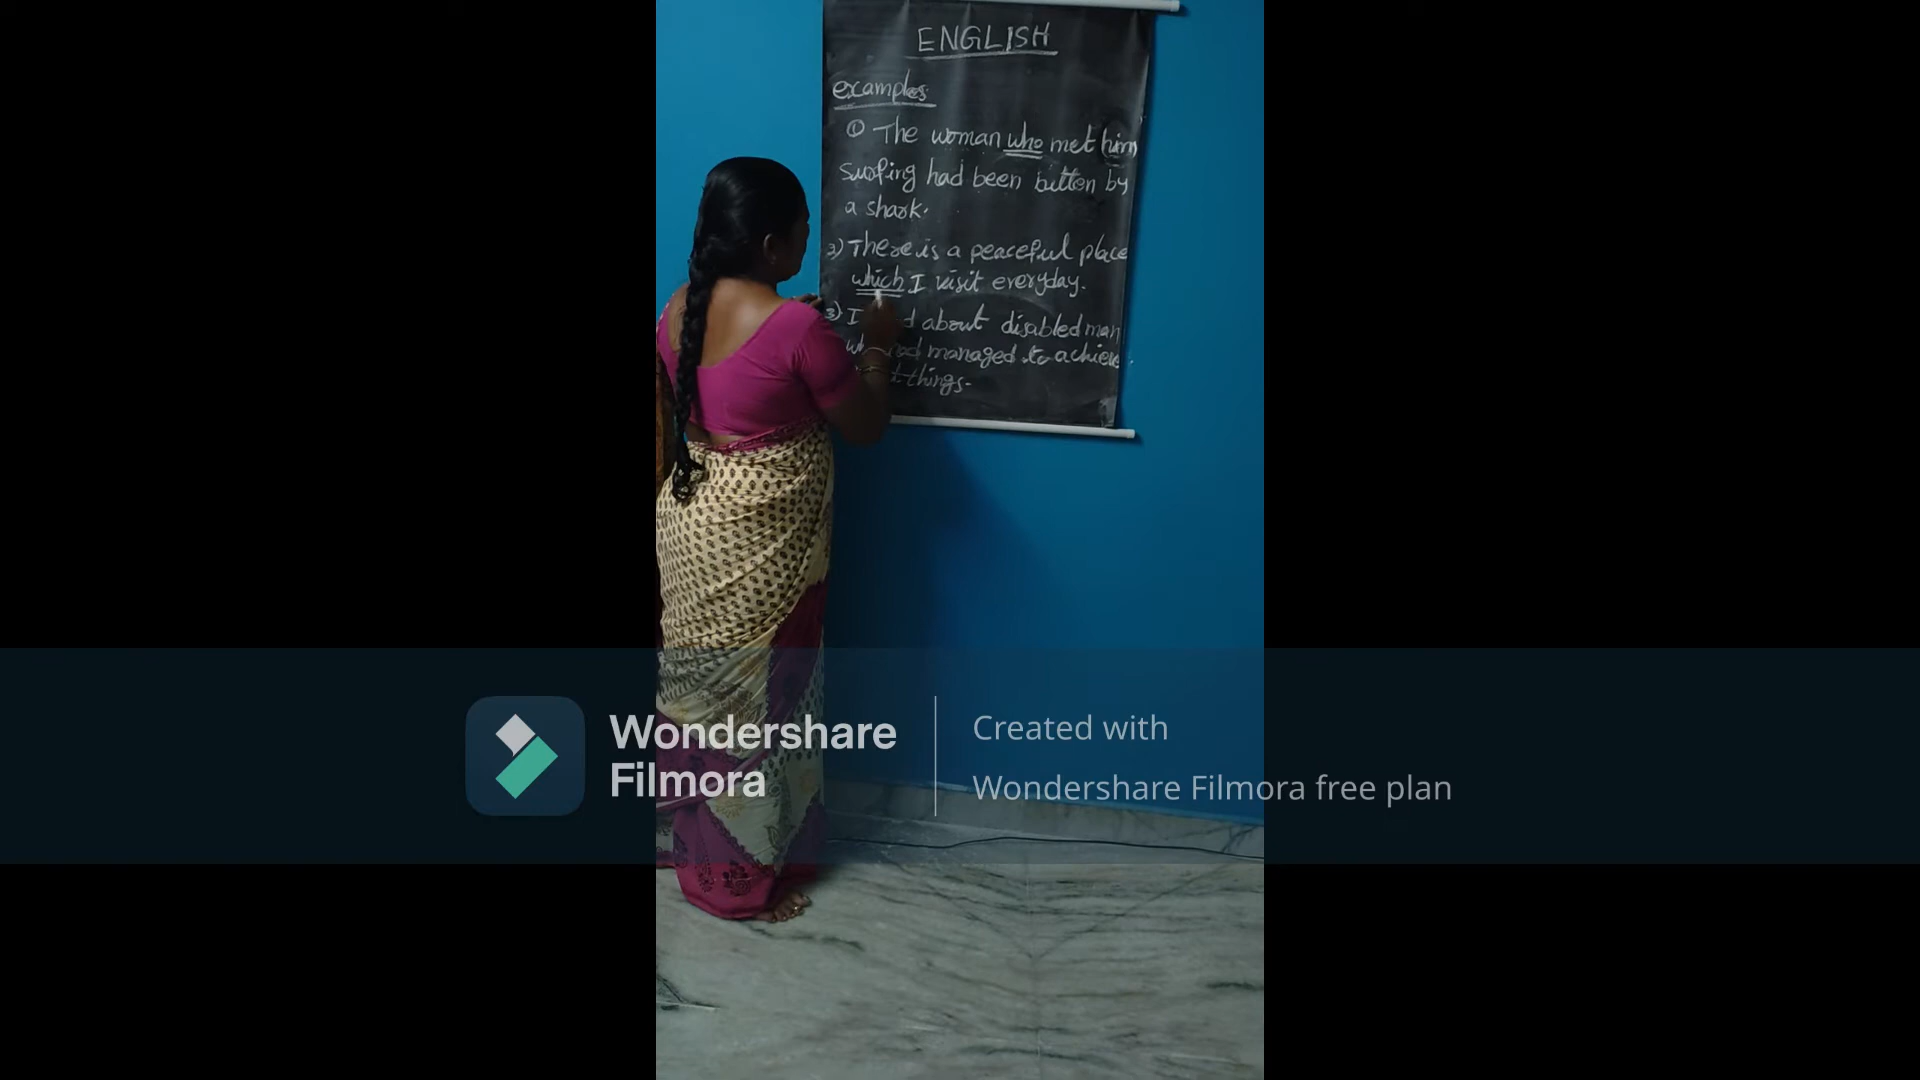 ENGLISH
examples
① The woman who met him
surfing had been bitten by
a shark.
3) There is a peaceful place
which I visit everyday.
3) I about disabled man
managed to achieve
things.
Wondershare
Filmora
Created with
Wondershare Filmora free plan